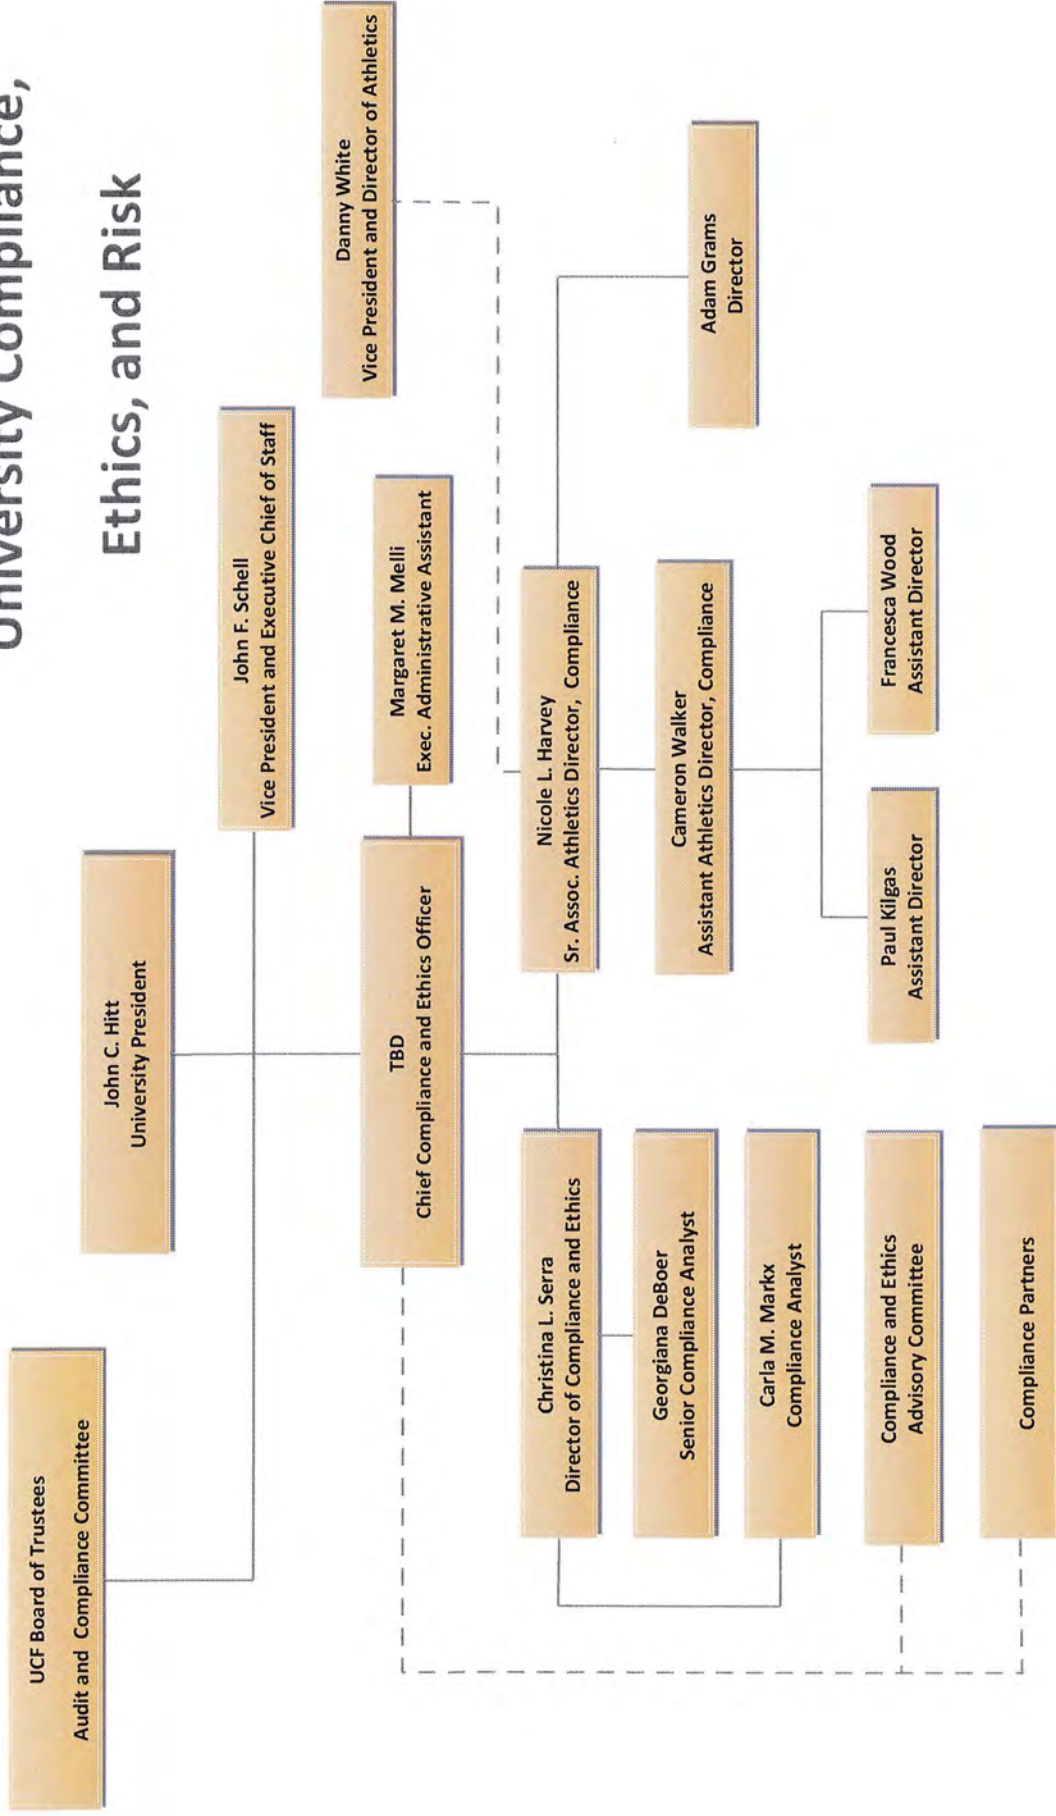 University Compliance,
Ethics, and Risk
UCF Board of Trustees
Audit and Compliance Committee
John C. Hitt
University President
John F. Schell
Vice President and Executive Chief of Staff
Danny White
Vice President and Director of Athletics
TBD
Chief Compliance and Ethics Officer
Margaret M. Melli
Exec. Administrative Assistant
Christina L. Serra
Director of Compliance and Ethics
Nicole L. Harvey
Sr. Assoc. Athletics Director, Compliance
Georgiana DeBoer
Senior Compliance Analyst
Cameron Walker
Assistant Athletics Director, Compliance
Adam Grams
Director
Carla M. Markx
Compliance Analyst
Compliance and Ethics
Advisory Committee
Paul Kilgas
Assistant Director
Francesca Wood
Assistant Director
Compliance Partners